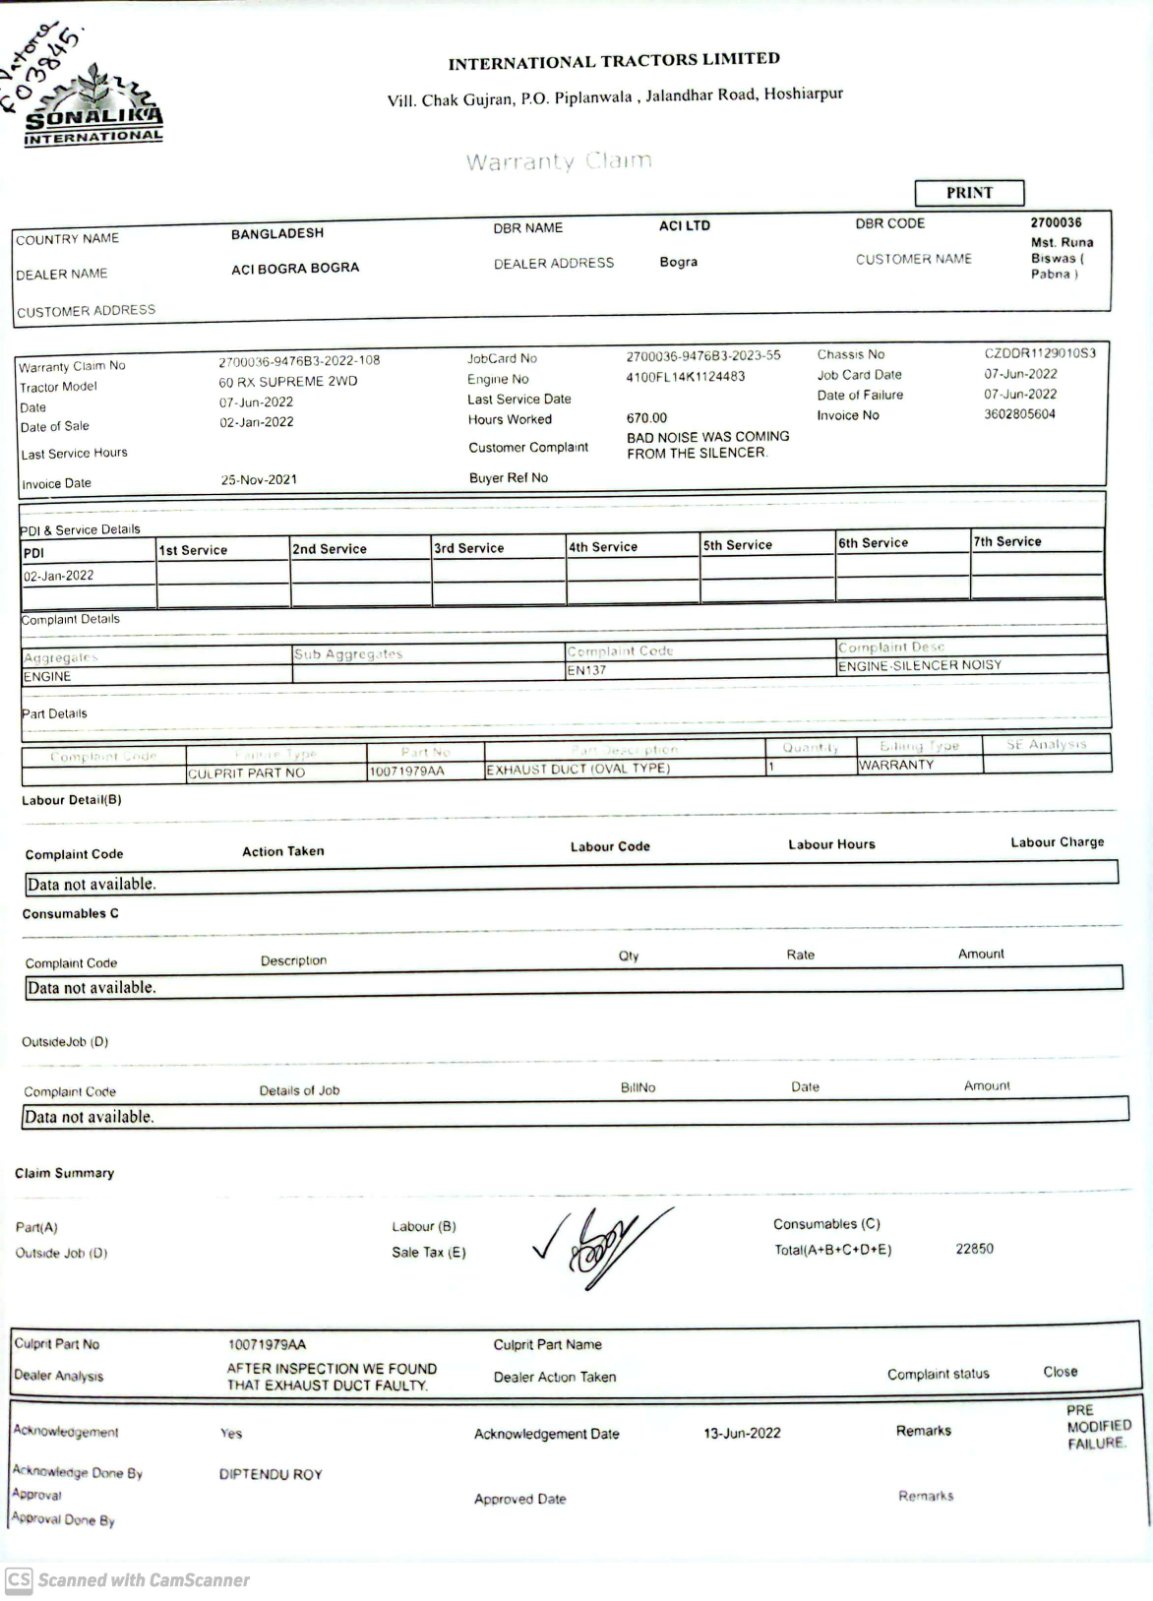 F03845.
SONALIKA
INTERNATIONAL
INTERNATIONAL TRACTORS LIMITED
Vill. Chak Gujran, P.O. Piplanwala , Jalandhar Road, Hoshiarpur
Warranty Claim
PRINT
COUNTRY NAME BANGLADESH DBR NAME ACI LTD DBR CODE 2700036
DEALER NAME ACI BOGRA BOGRA DEALER ADDRESS Bogra CUSTOMER NAME Mst. Runa
Biswas (
Pabna )
CUSTOMER ADDRESS
Warranty Claim No 2700036-9476B3-2022-108 JobCard No 2700036-9476B3-2023-55 Chassis No CZDDR1129010S3
Tractor Model 60 RX SUPREME 2WD Engine No 4100FL14K1124483 Job Card Date 07-Jun-2022
Date 07-Jun-2022 Last Service Date Date of Failure 07-Jun-2022
Date of Sale 02-Jan-2022 Hours Worked 670.00 Invoice No 3602805604
Last Service Hours Customer Complaint BAD NOISE WAS COMING
FROM THE SILENCER.
Invoice Date 25-Nov-2021 Buyer Ref No
PDI & Service Details
PDI 1st Service 2nd Service 3rd Service 4th Service 5th Service 6th Service 7th Service
02-Jan-2022
Complaint Details
Aggregates Sub Aggregates Complaint Code Complaint Desc
ENGINE EN137 ENGINE-SILENCER NOISY
Part Details
Complaint Code Failure Type Part No Part Description Quantity Billing Type SE Analysis
CULPRIT PART NO 10071979AA EXHAUST DUCT (OVAL TYPE) 1 WARRANTY
Labour Detail(B)
Complaint Code Action Taken Labour Code Labour Hours Labour Charge
Data not available.
Consumables C
Complaint Code Description Qty Rate Amount
Data not available.
OutsideJob (D)
Complaint Code Details of Job BillNo Date Amount
Data not available.
Claim Summary
Part(A) Labour (B) Consumables (C)
Outside Job (D) Sale Tax (E) Total(A+B+C+D+E) 22850
Culprit Part No 10071979AA Culprit Part Name
Dealer Analysis AFTER INSPECTION WE FOUND
THAT EXHAUST DUCT FAULTY. Dealer Action Taken Complaint status Close
Acknowledgement Yes Acknowledgement Date 13-Jun-2022 Remarks PRE
MODIFIED
FAILURE.
Acknowledge Done By DIPTENDU ROY
Approval Approved Date Remarks
Approval Done By
CS Scanned with CamScanner